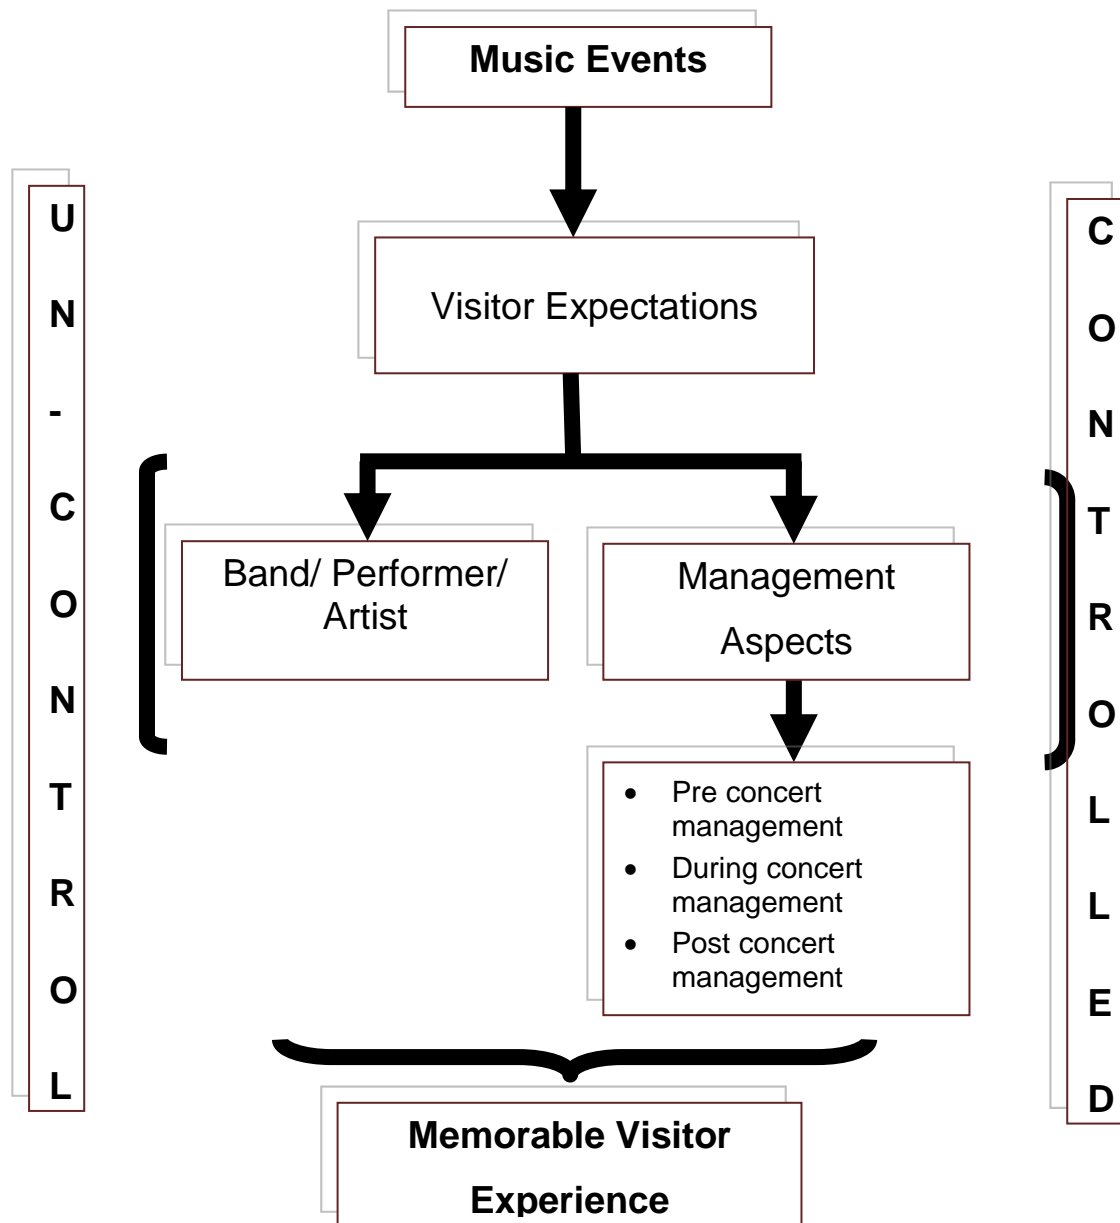 Music Events
U
N
-
C
O
N
T
R
O
L
Visitor Expectations
Band/ Performer/
Artist
Management
Aspects
• Pre concert
management
• During concert
management
• Post concert
management
Memorable Visitor
Experience
C
O
N
T
R
O
L
L
E
D